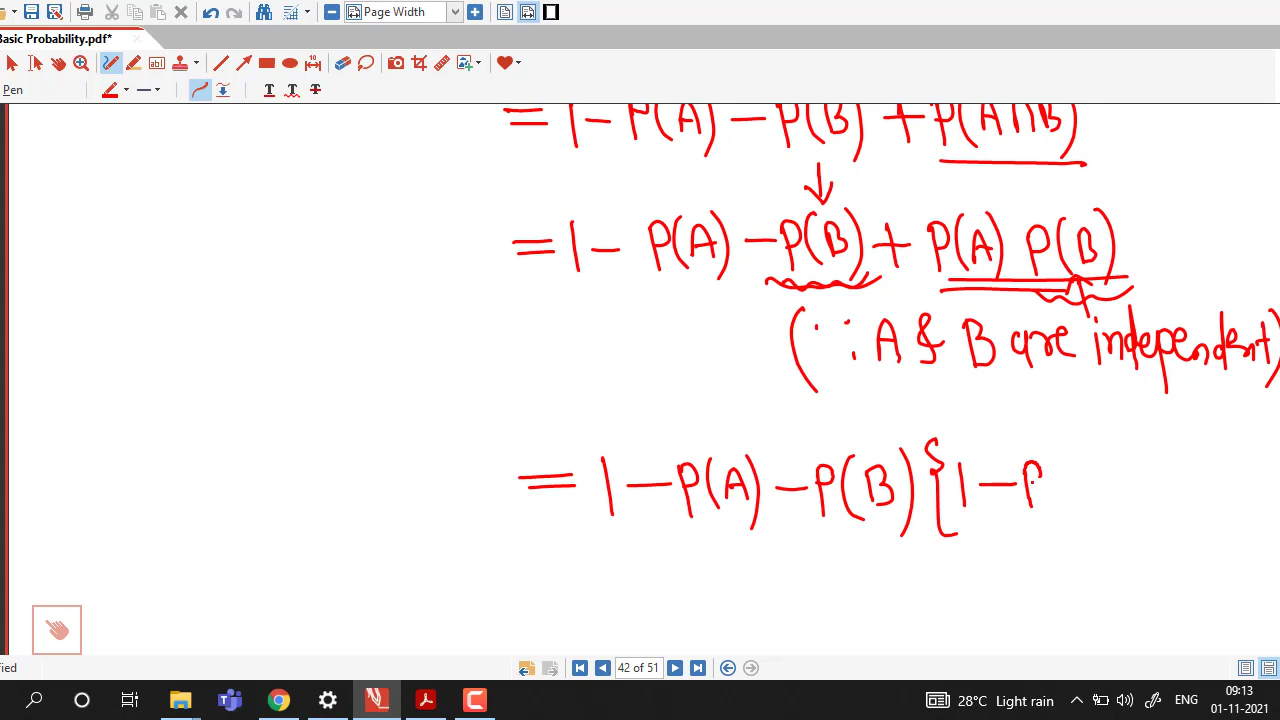 Page Width
Basic Probability.pdf*
Pen
= 1 - P(A) - P(B) + P(A∩B)
= 1 - P(A) - P(B) + P(A) P(B)
(∵ A & B are independent)
= 1 - P(A) - P(B) { 1 - P
42 of 51
28°C Light rain
ENG
09:13
01-11-2021